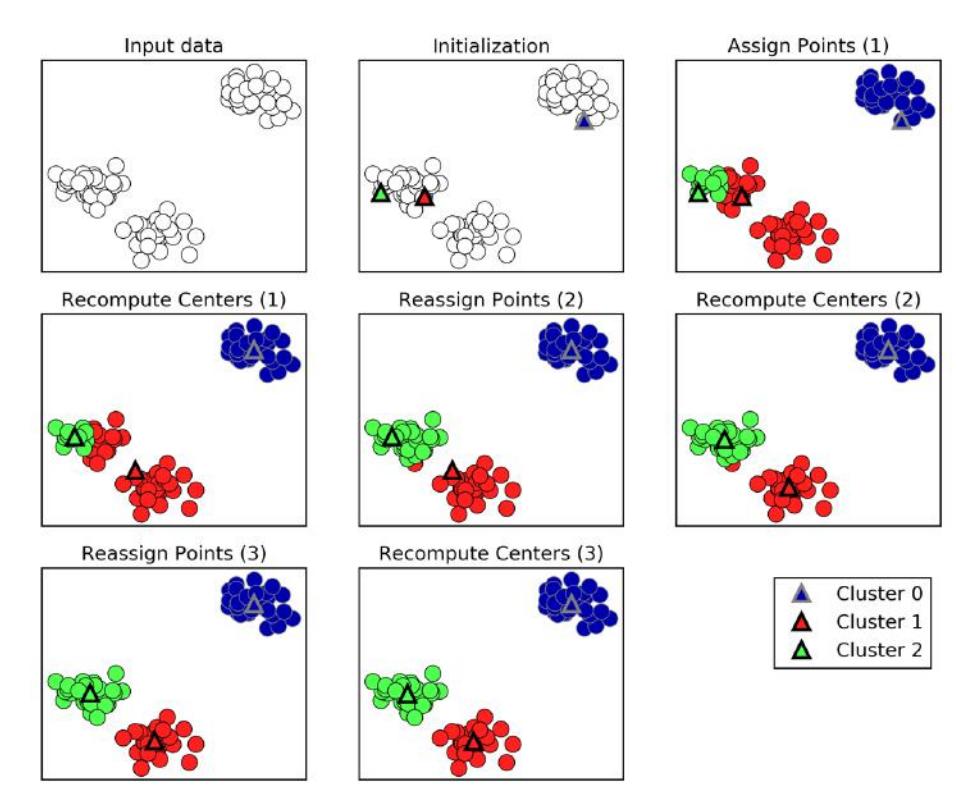 Input data
Initialization
Assign Points (1)
Recompute Centers (1)
Reassign Points (2)
Recompute Centers (2)
Reassign Points (3)
Recompute Centers (3)
Cluster 0
Cluster 1
Cluster 2